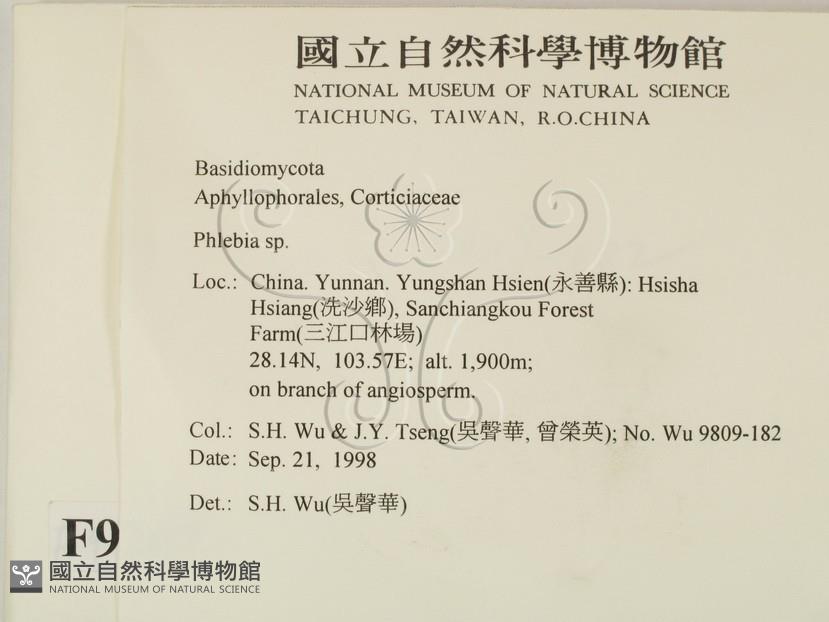 國立自然科學博物館
NATIONAL MUSEUM OF NATURAL SCIENCE
TAICHUNG, TAIWAN, R.O.CHINA
Basidiomycota
Aphyllophorales, Corticiaceae
Phlebia sp.
Loc.: China. Yunnan. Yungshan Hsien(永善縣): Hsisha
Hsiang(洗沙鄉), Sanchiangkou Forest
Farm(三江口林場)
28.14N, 103.57E; alt. 1,900m;
on branch of angiosperm.
Col.: S.H. Wu & J.Y. Tseng(吳聲華, 曾榮英); No. Wu 9809-182
Date: Sep. 21, 1998
Det.: S.H. Wu(吳聲華)
F9
國立自然科學博物館
NATIONAL MUSEUM OF NATURAL SCIENCE